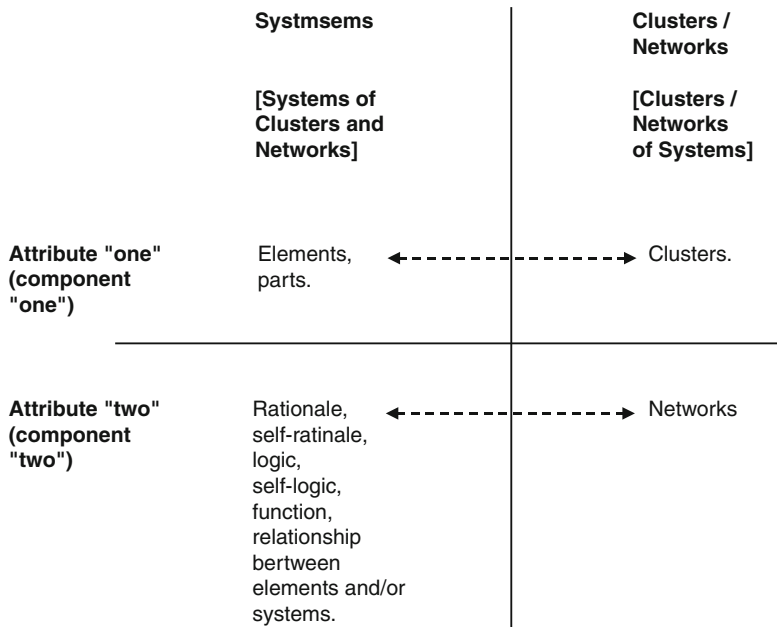 Systmsems
Clusters /
Networks
[Systems of
Clusters and
Networks]
[Clusters /
Networks
of Systems]
Attribute "one"
(component
"one")
Elements,
parts.
Clusters.
Attribute "two"
(component
"two")
Rationale,
self-ratinale,
logic,
self-logic,
function,
relationship
bertween
elements and/or
systems.
Networks